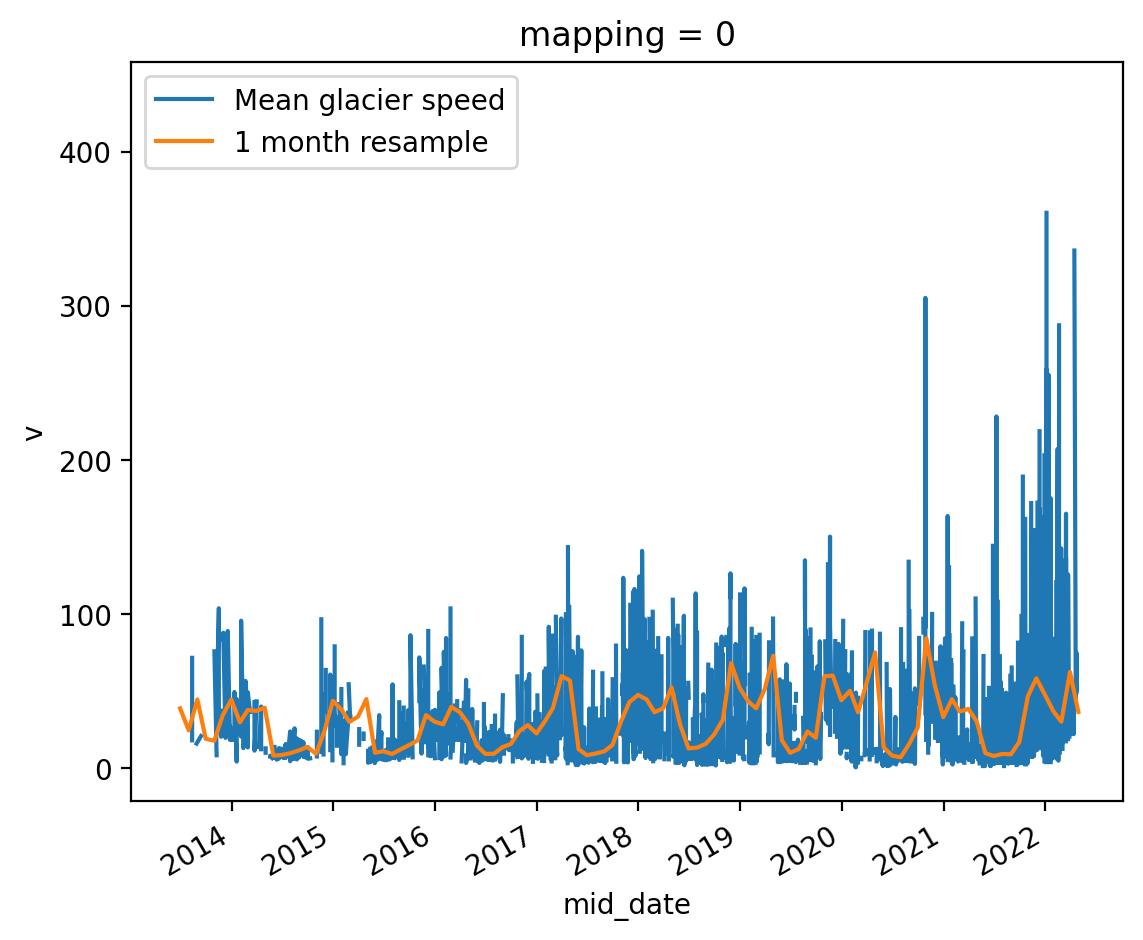 mapping = 0
Mean glacier speed
1 month resample
400
300
200
100
0
v
2014 2015 2016 2017 2018 2019 2020 2021 2022
mid_date